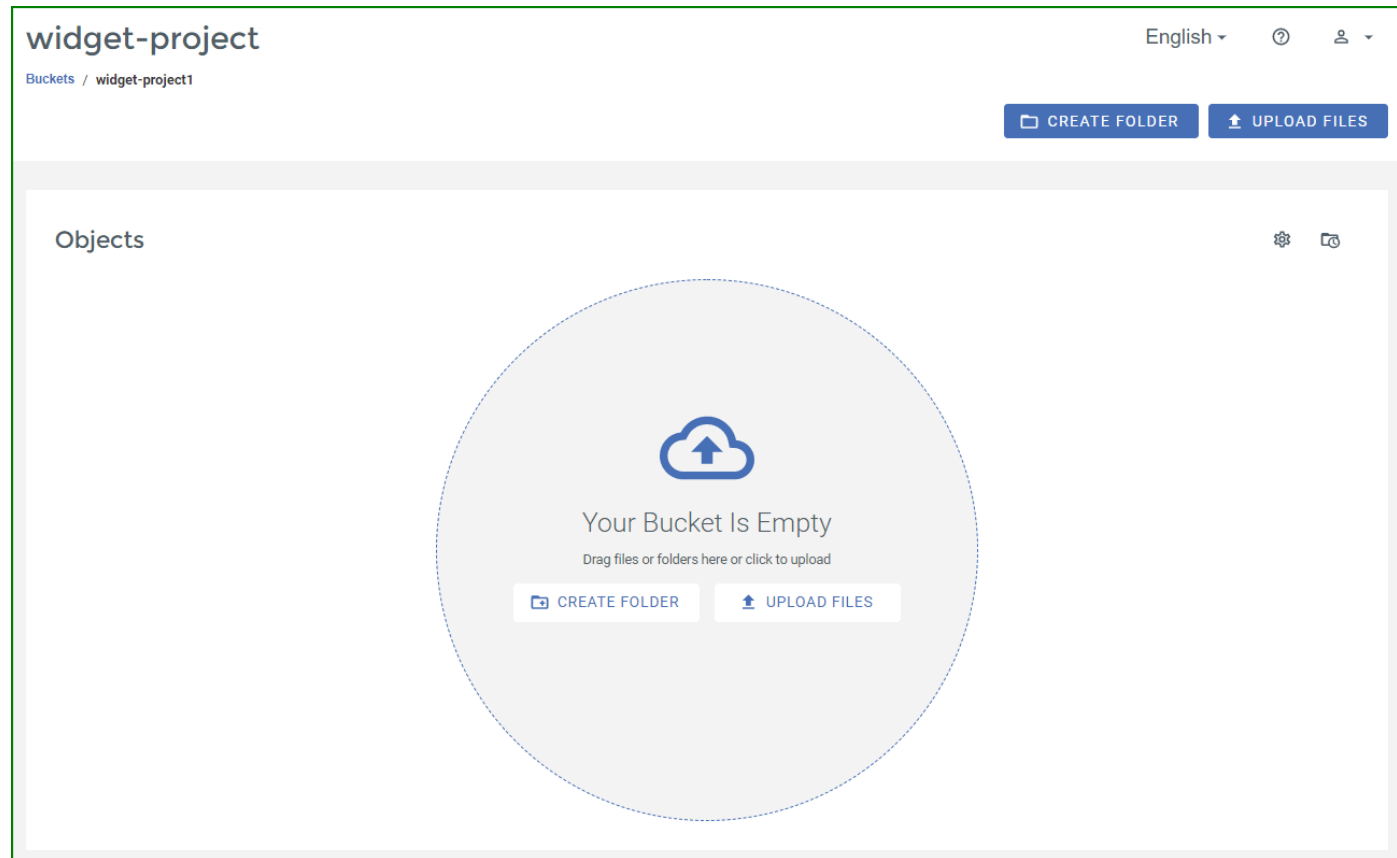 widget-project
English
Buckets / widget-project1
CREATE FOLDER
UPLOAD FILES
Objects
Your Bucket Is Empty
Drag files or folders here or click to upload
CREATE FOLDER
UPLOAD FILES